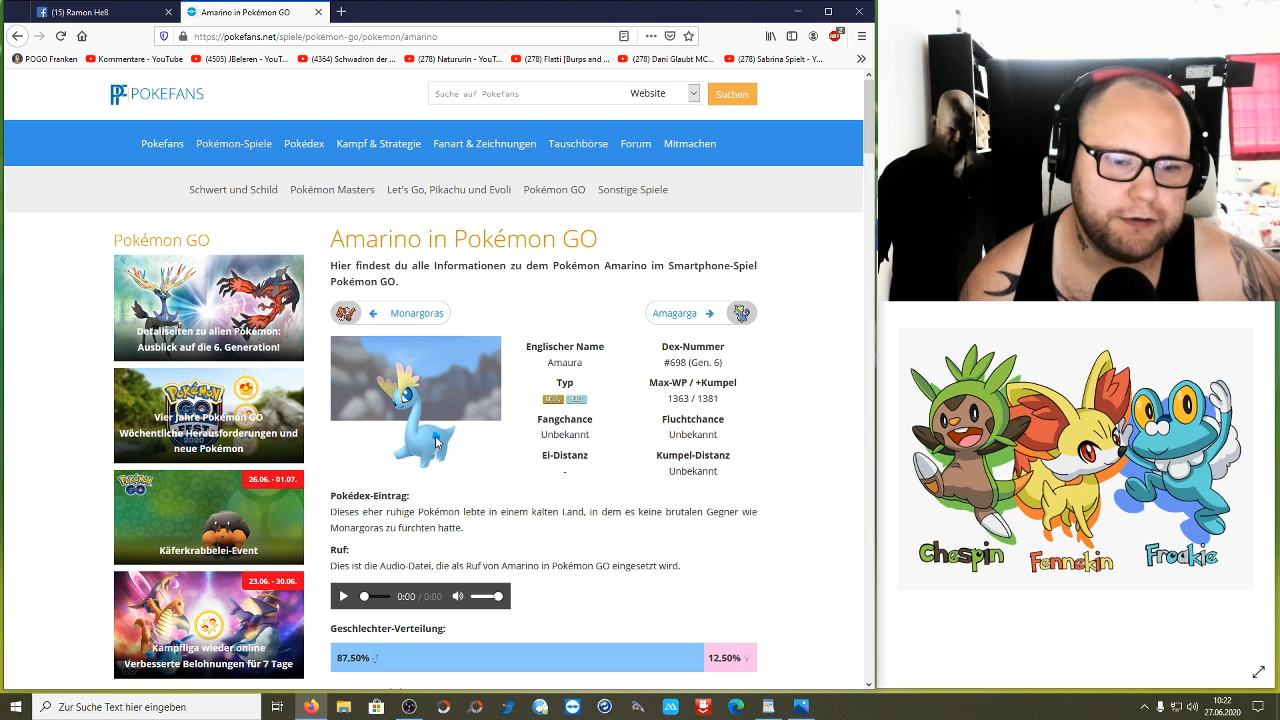 (15) Ramon He8
Amarino in Pokémon GO
https://pokefans.net/spiele/pokemon-go/pokemon/amarino
POGO Franken
Kommentare - YouTube
(4505) JBeleren - YouT...
(4364) Schwadron der ...
(278) Natururin - YouT...
(278) Flatti [Burps and ...
(278) Dani Glaubt MC...
(278) Sabrina Spielt - Y...
POKEFANS
Suche auf Pokefans
Website
Suchen
Pokefans
Pokémon-Spiele
Pokédex
Kampf & Strategie
Fanart & Zeichnungen
Tauschbörse
Forum
Mitmachen
Schwert und Schild
Pokémon Masters
Let's Go, Pikachu und Evoli
Pokémon GO
Sonstige Spiele
Pokémon GO
Detailseiten zu allen Pokémon:
Ausblick auf die 6. Generation!
Vier Jahre Pokémon GO
Wöchentliche Herausforderungen und
neue Pokémon
26.06. - 01.07.
Käferkrabbelei-Event
23.06. - 30.06.
Kampfliga wieder online
Verbesserte Belohnungen für 7 Tage
Amarino in Pokémon GO
Hier findest du alle Informationen zu dem Pokémon Amarino im Smartphone-Spiel
Pokémon GO.
Monargoras
Amagarga
Englischer Name
Amaura
Dex-Nummer
#698 (Gen. 6)
Typ
Max-WP / +Kumpel
1363 / 1381
Fangchance
Unbekannt
Fluchtchance
Unbekannt
Ei-Distanz
-
Kumpel-Distanz
Unbekannt
Pokédex-Eintrag:
Dieses eher ruhige Pokémon lebte in einem kalten Land, in dem es keine brutalen Gegner wie
Monargoras zu fürchten hatte.
Ruf:
Dies ist die Audio-Datei, die als Ruf von Amarino in Pokémon GO eingesetzt wird.
0:00 / 0:00
Geschlechter-Verteilung:
87,50% ♂
12,50% ♀
Chespin
Fennekin
Froakie
Zur Suche Text hier eingeben
10:22
27.06.2020